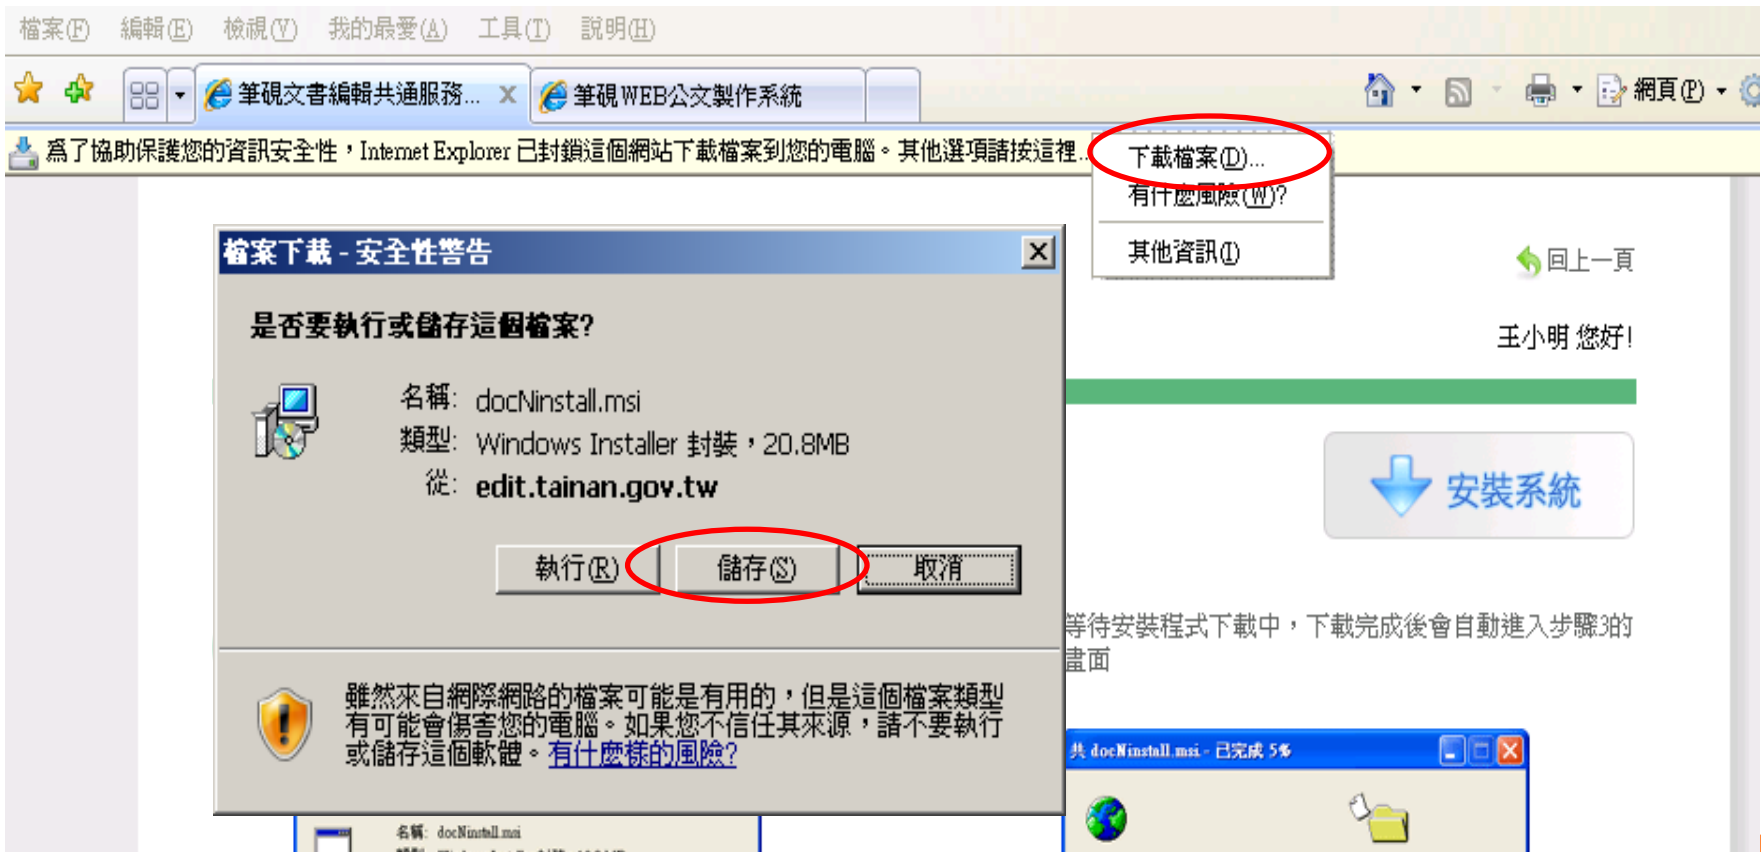 檔案(F) 編輯(E) 檢視(V) 我的最愛(A) 工具(T) 說明(H)
筆硯文書編輯共通服務... X 筆硯WEB公文製作系統 網頁(P)
為了協助保護您的資訊安全性，Internet Explorer 已封鎖這個網站下載檔案到您的電腦。其他選項請按這裡...
下載檔案(D)...
有什麼風險(W)?
其他資訊(I)
回上一頁
王小明 您好!
檔案下載 - 安全性警告
是否要執行或儲存這個檔案?
名稱: docNinstall.msi
類型: Windows Installer 封裝，20.8MB
從: edit.tainan.gov.tw
執行(R) 儲存(S) 取消
雖然來自網際網路的檔案可能是有用的，但是這個檔案類型
有可能會傷害您的電腦。如果您不信任其來源，請不要執行
或儲存這個軟體。有什麼樣的風險?
安裝系統
等待安裝程式下載中，下載完成後會自動進入步驟3的
畫面
共 docNinstall.msi - 已完成 5%
名稱: docNinstall.msi